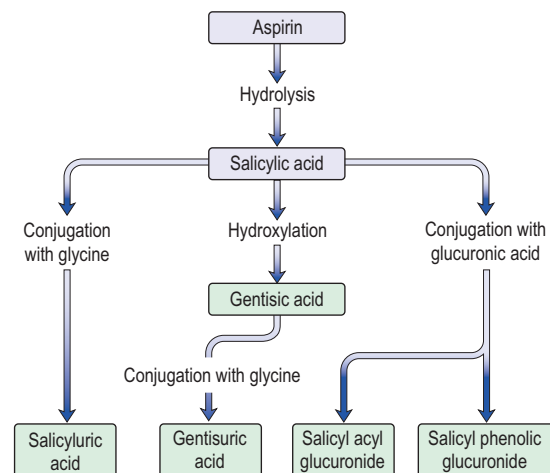 Aspirin
Hydrolysis
Salicylic acid
Conjugation
with glycine
Hydroxylation
Conjugation with
glucuronic acid
Gentisic acid
Conjugation with glycine
Salicyluric
acid
Gentisuric
acid
Salicyl acyl
glucuronide
Salicyl phenolic
glucuronide